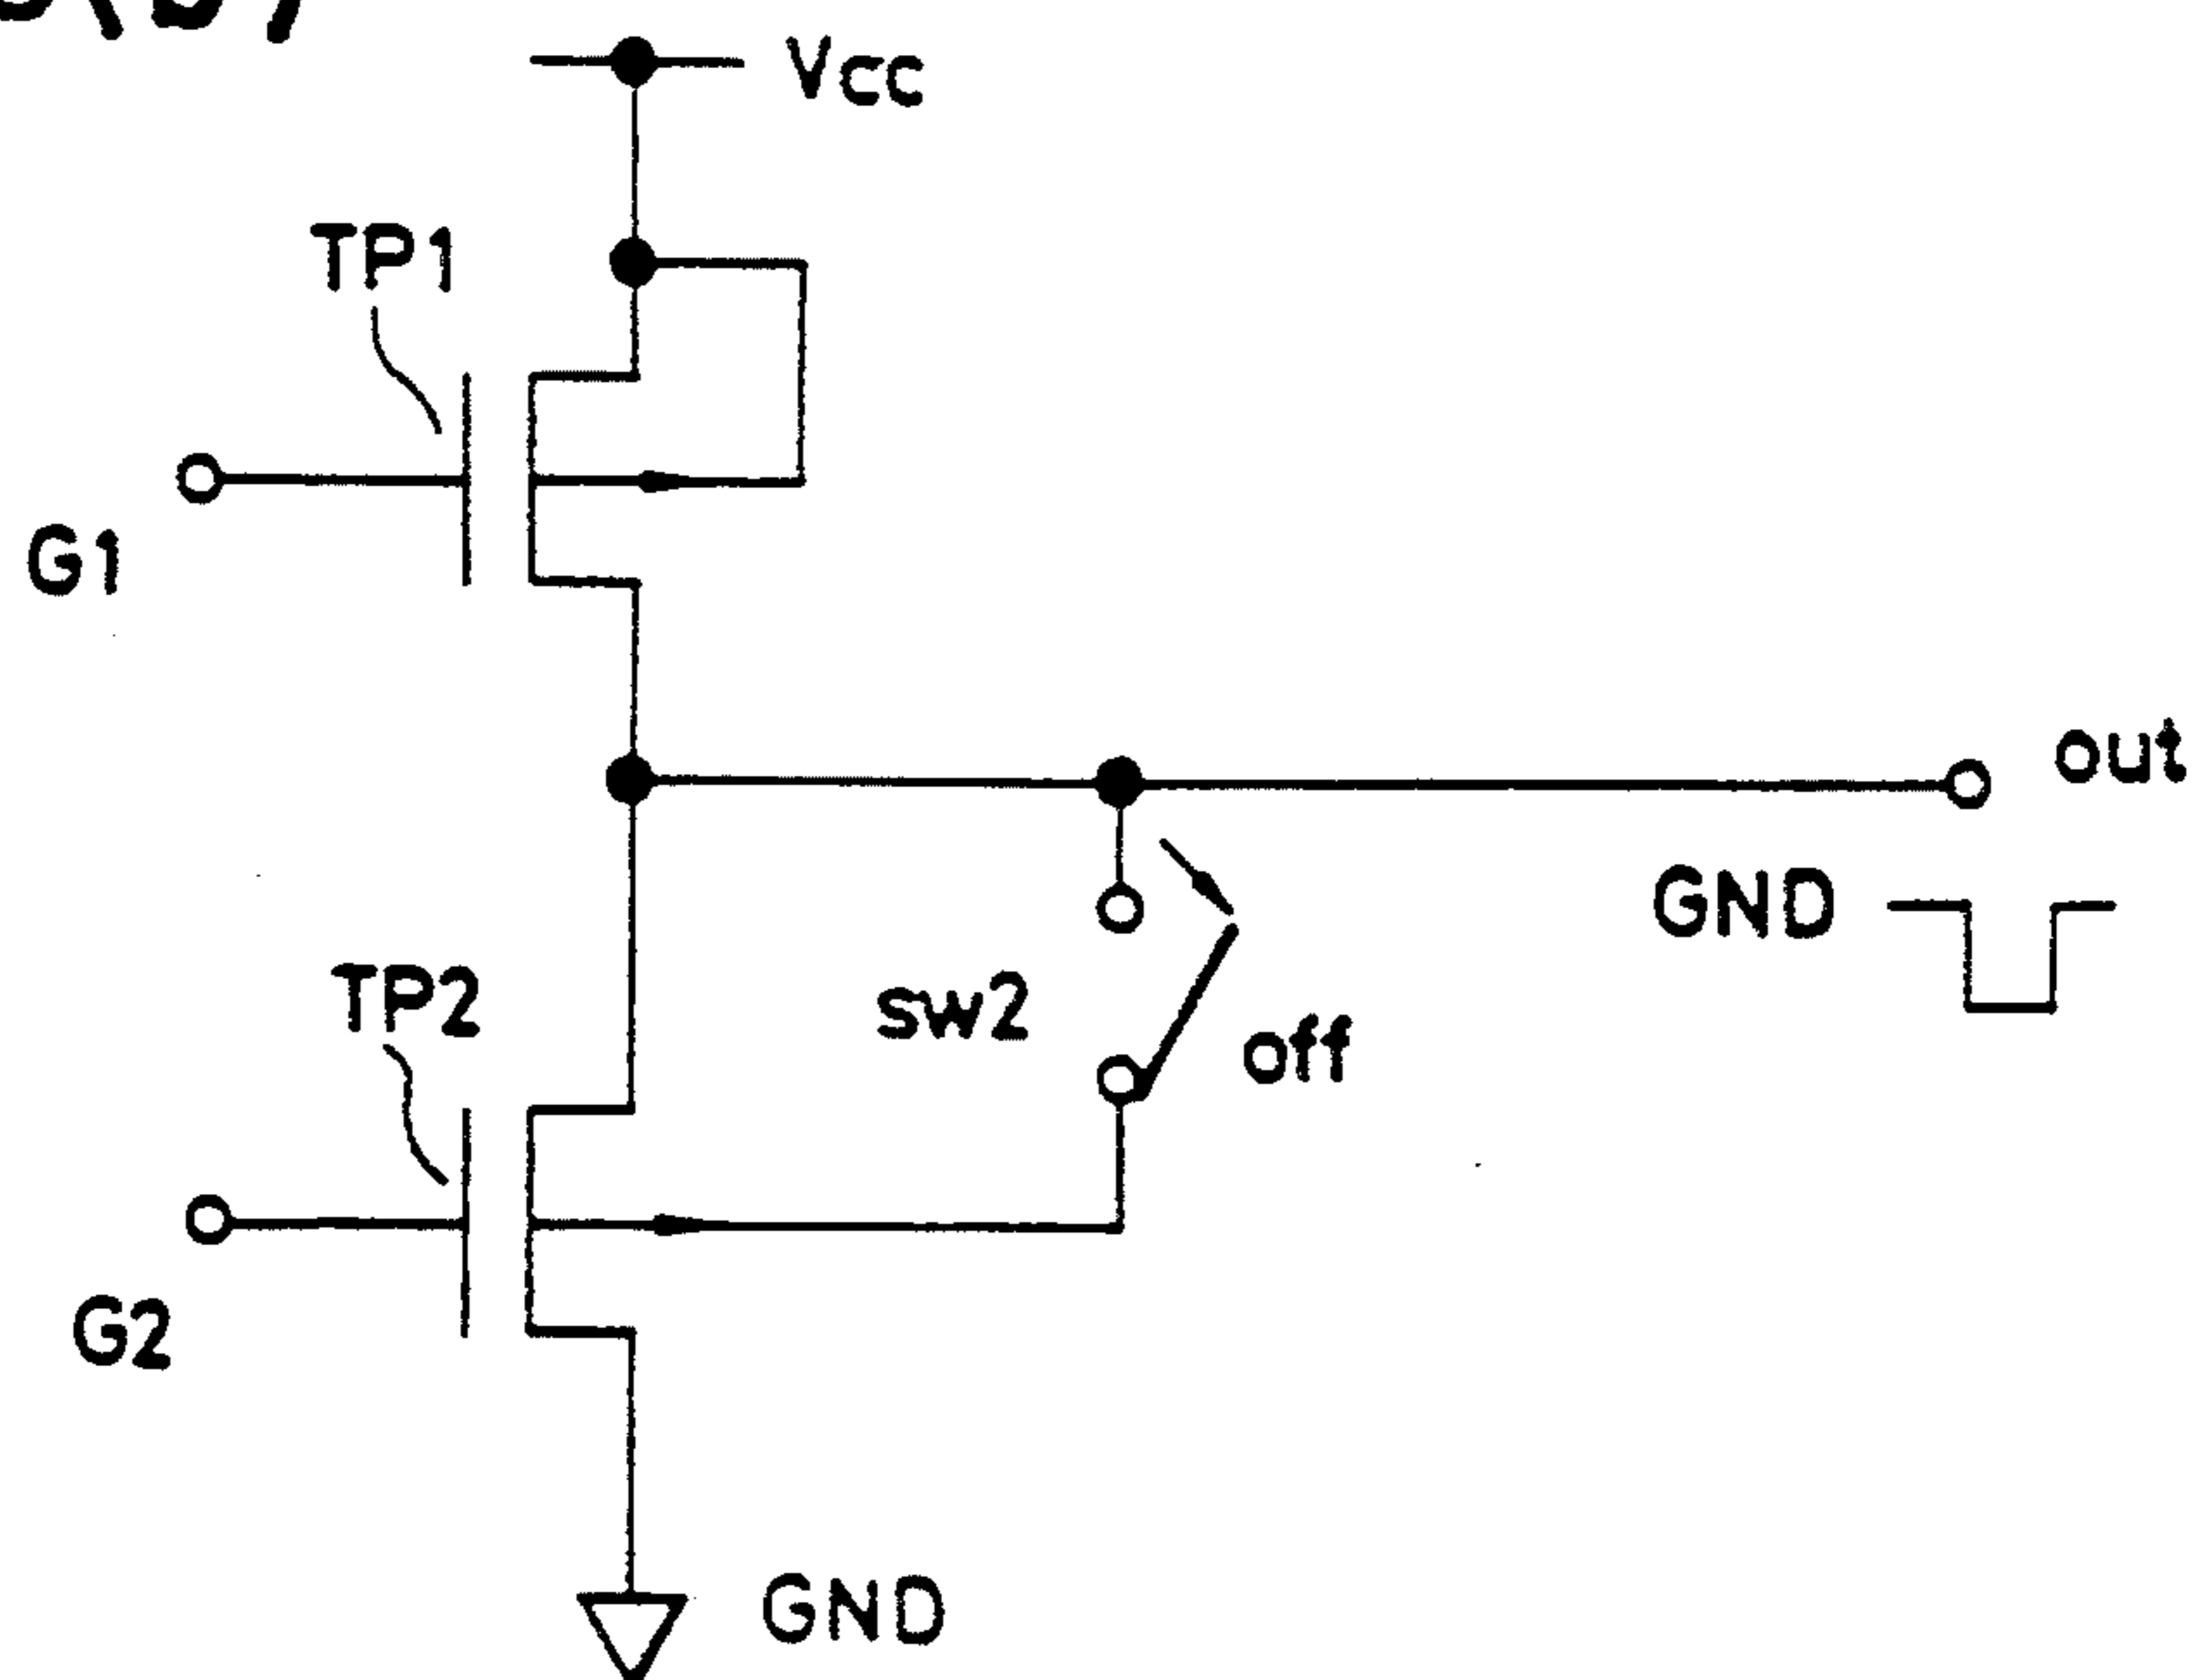 Vcc
TP1
G1
out
GND
TP2
sw2
off
G2
GND